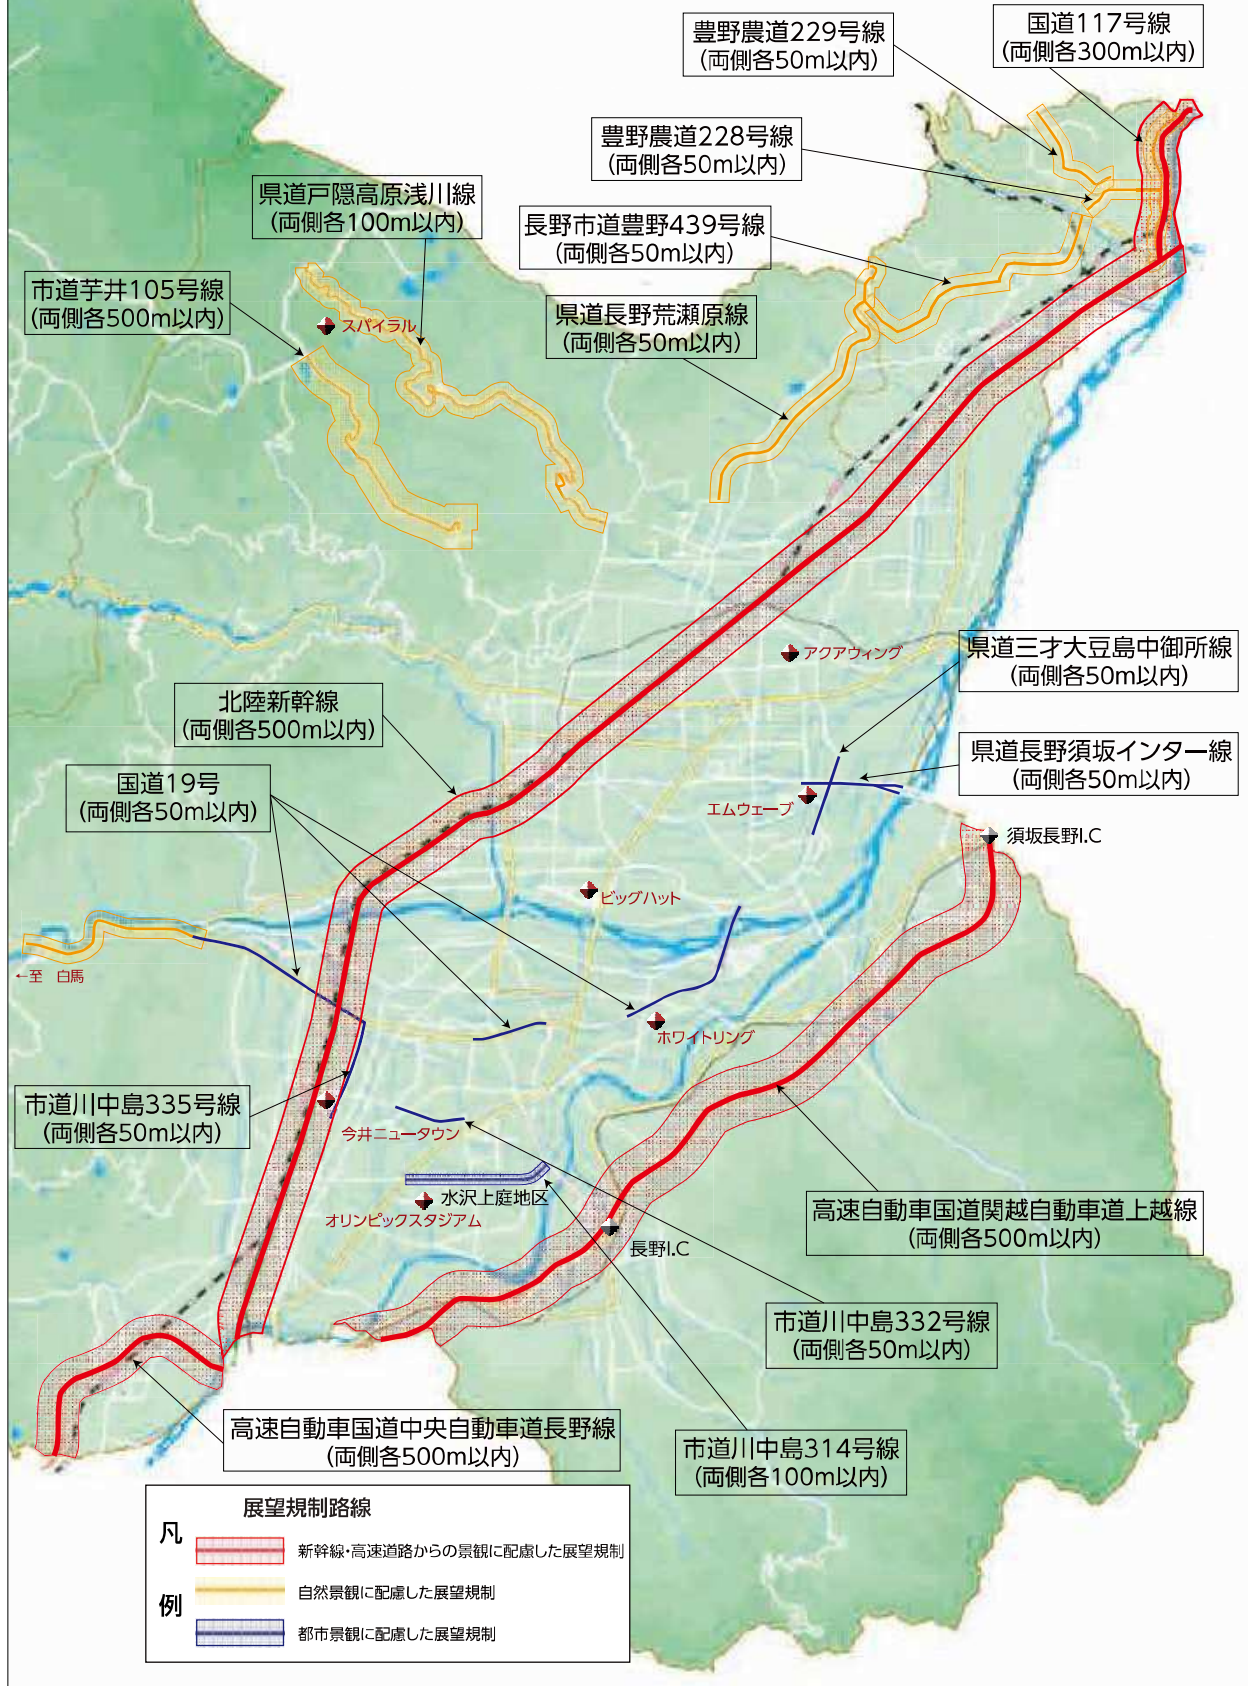 豊野農道229号線
(両側各50m以内)
国道117号線
(両側各300m以内)
豊野農道228号線
(両側各50m以内)
県道戸隠高原浅川線
(両側各100m以内)
長野市道豊野439号線
(両側各50m以内)
市道芋井105号線
(両側各500m以内)
スパイラル
県道長野荒瀬原線
(両側各50m以内)
県道三才大豆島中御所線
(両側各50m以内)
アクアウィング
北陸新幹線
(両側各500m以内)
県道長野須坂インター線
(両側各50m以内)
国道19号
(両側各50m以内)
エムウェーブ
須坂長野I.C
ビッグハット
←至 白馬
ホワイトリング
市道川中島335号線
(両側各50m以内)
今井ニュータウン
水沢上庭地区
オリンピックスタジアム
高速自動車国道関越自動車道上越線
(両側各500m以内)
長野I.C
市道川中島332号線
(両側各50m以内)
高速自動車国道中央自動車道長野線
(両側各500m以内)
市道川中島314号線
(両側各100m以内)
凡例
展望規制路線
新幹線・高速道路からの景観に配慮した展望規制
自然景観に配慮した展望規制
都市景観に配慮した展望規制